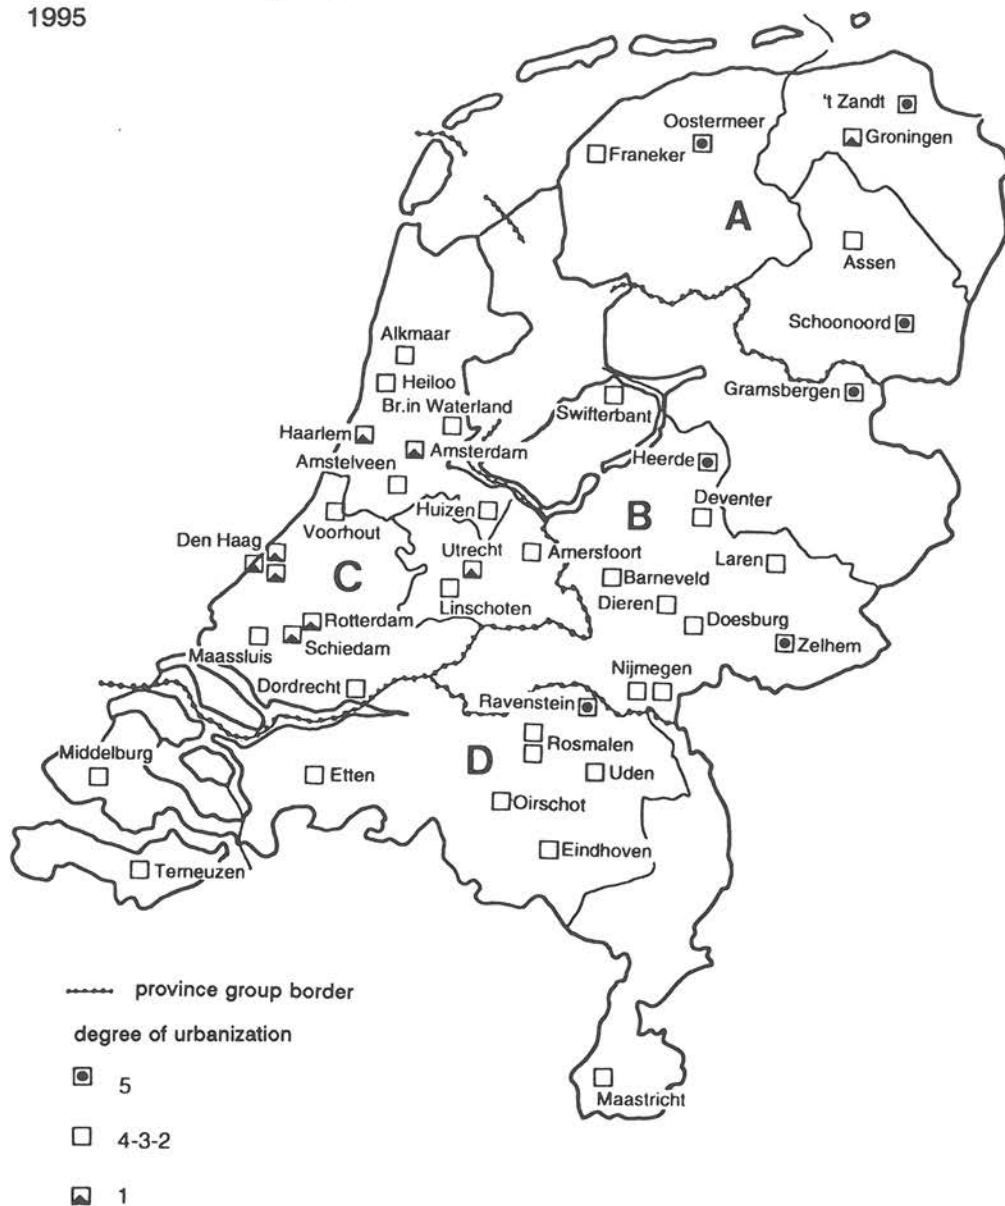 1995
't Zandt
Oostermeer
Groningen
Franeker
A
Assen
Schoonoord
Alkmaar
Gramsbergen
Heiloo
Br.in Waterland
Swifterbant
Haarlem
Amsterdam
Amstelveen
Heerde
Deventer
Huizen
B
Voorhout
Den Haag
Utrecht
Amersfoort
Laren
C
Barneveld
Linschoten
Dieren
Rotterdam
Doesburg
Schiedam
Zelhem
Maassluis
Nijmegen
Dordrecht
Ravenstein
Rosmalen
Middelburg
D
Etten
Uden
Oirschot
Eindhoven
Terneuzen
province group border
degree of urbanization
5
4-3-2
1
Maastricht